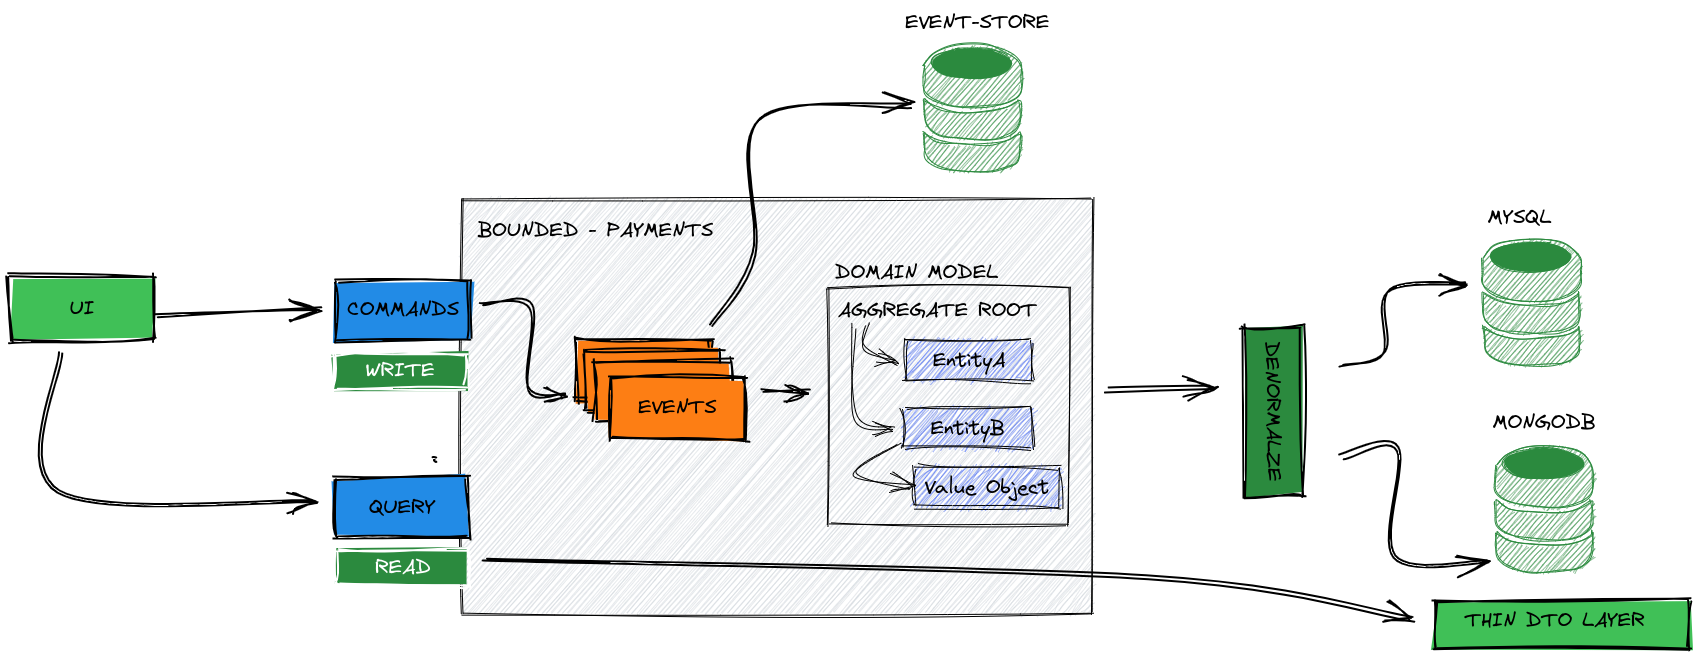 EVENT-STORE
BOUNDED - PAYMENTS
MYSQL
DOMAIN MODEL
UI
COMMANDS
AGGREGATE ROOT
WRITE
EntityA
EVENTS
EntityB
DENORMALZE
MONGODB
Value Object
QUERY
READ
THIN DTO LAYER